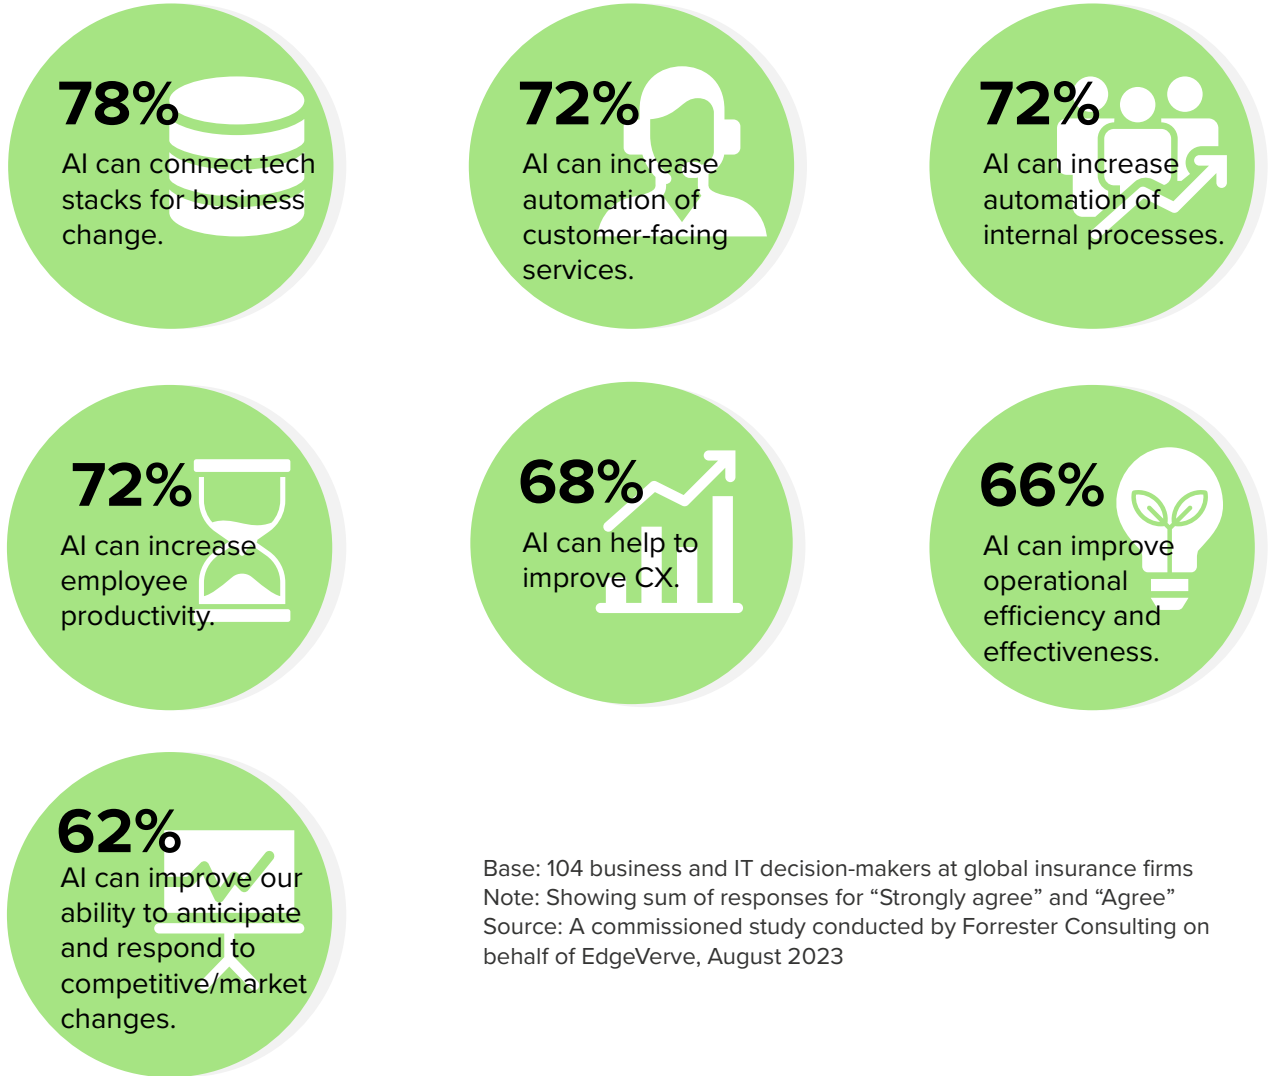 78%
AI can connect tech
stacks for business
change.
72%
AI can increase
automation of
customer-facing
services.
72%
AI can increase
automation of
internal processes.
72%
AI can increase
employee
productivity.
68%
AI can help to
improve CX.
66%
AI can improve
operational
efficiency and
effectiveness.
62%
AI can improve our
ability to anticipate
and respond to
competitive/market
changes.
Base: 104 business and IT decision-makers at global insurance firms
Note: Showing sum of responses for “Strongly agree” and “Agree”
Source: A commissioned study conducted by Forrester Consulting on
behalf of EdgeVerve, August 2023